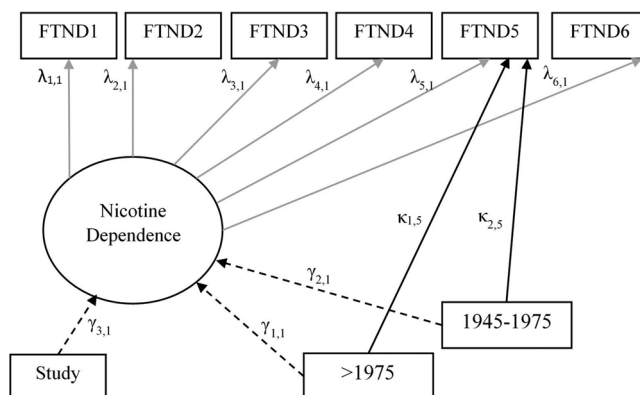 FTND1 FTND2 FTND3 FTND4 FTND5 FTND6
λ1,1 λ2,1 λ3,1 λ4,1 λ5,1 λ6,1
Nicotine
Dependence
κ1,5 κ2,5
γ2,1
γ3,1 γ1,1
1945-1975
Study >1975